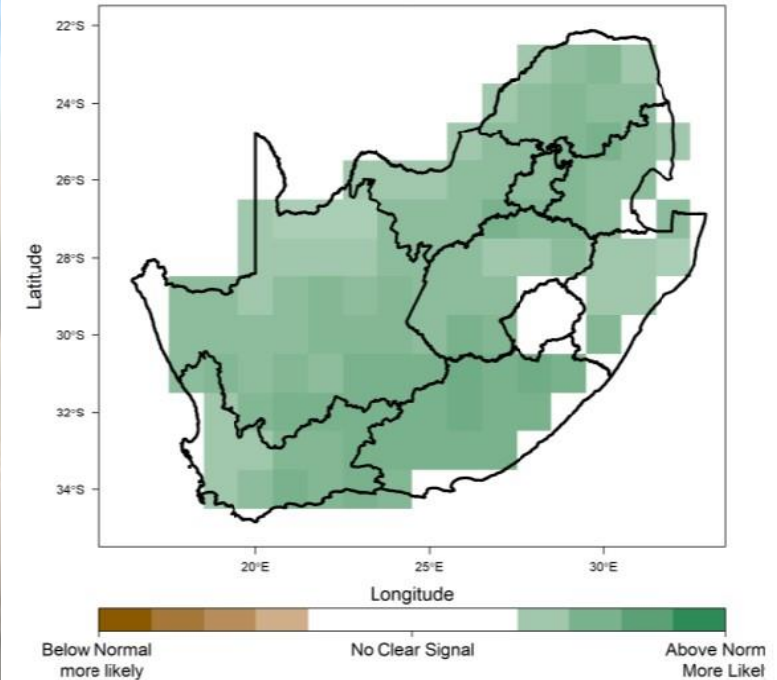 22°S
24°S
26°S
28°S
30°S
32°S
34°S
Latitude
20°E
25°E
30°E
Longitude
Below Normal
more likely
No Clear Signal
Above Norm
More Likel